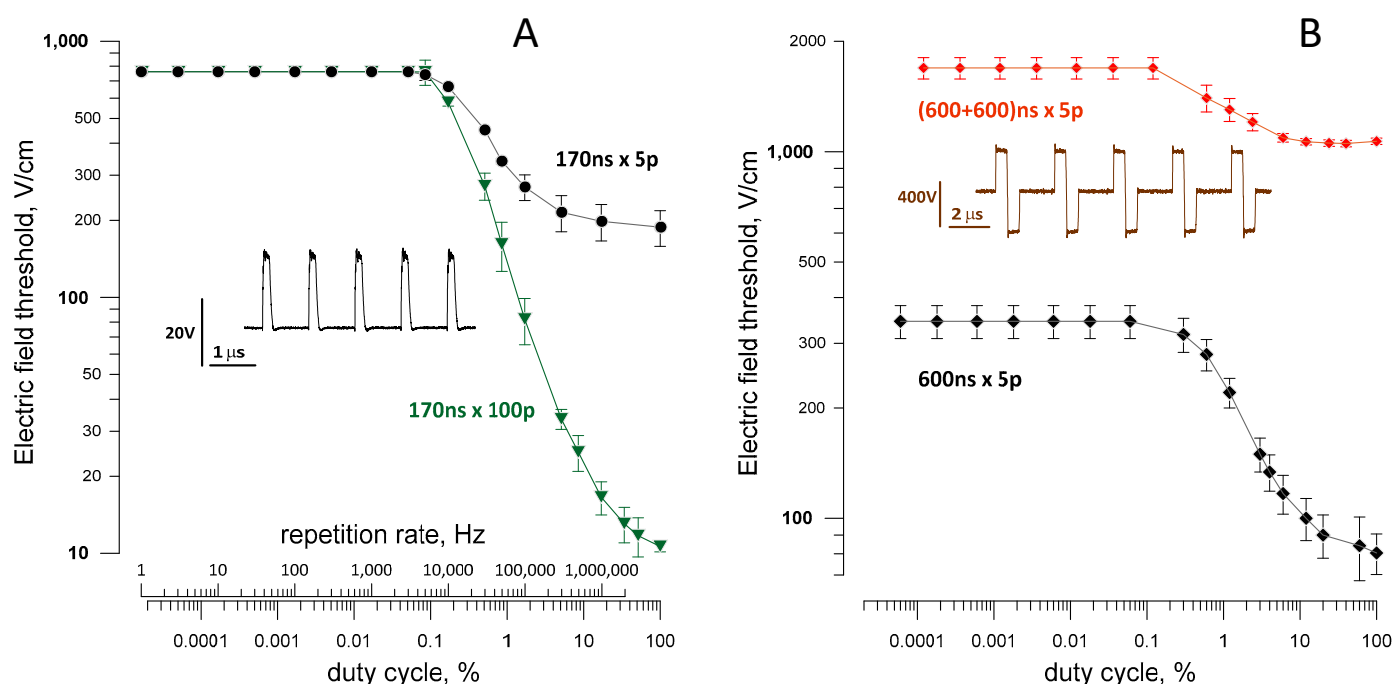 A
Electric field threshold, V/cm
1,000
500
300
200
100
50
30
20
10
170ns x 5p
170ns x 100p
20V
1 µs
repetition rate, Hz
1 10 100 1,000 10,000 100,000 1,000,000
0.0001 0.001 0.01 0.1 1 10 100
duty cycle, %
B
Electric field threshold, V/cm
2000
1,000
500
300
200
100
(600+600)ns x 5p
400V
2 µs
600ns x 5p
0.0001 0.001 0.01 0.1 1 10 100
duty cycle, %